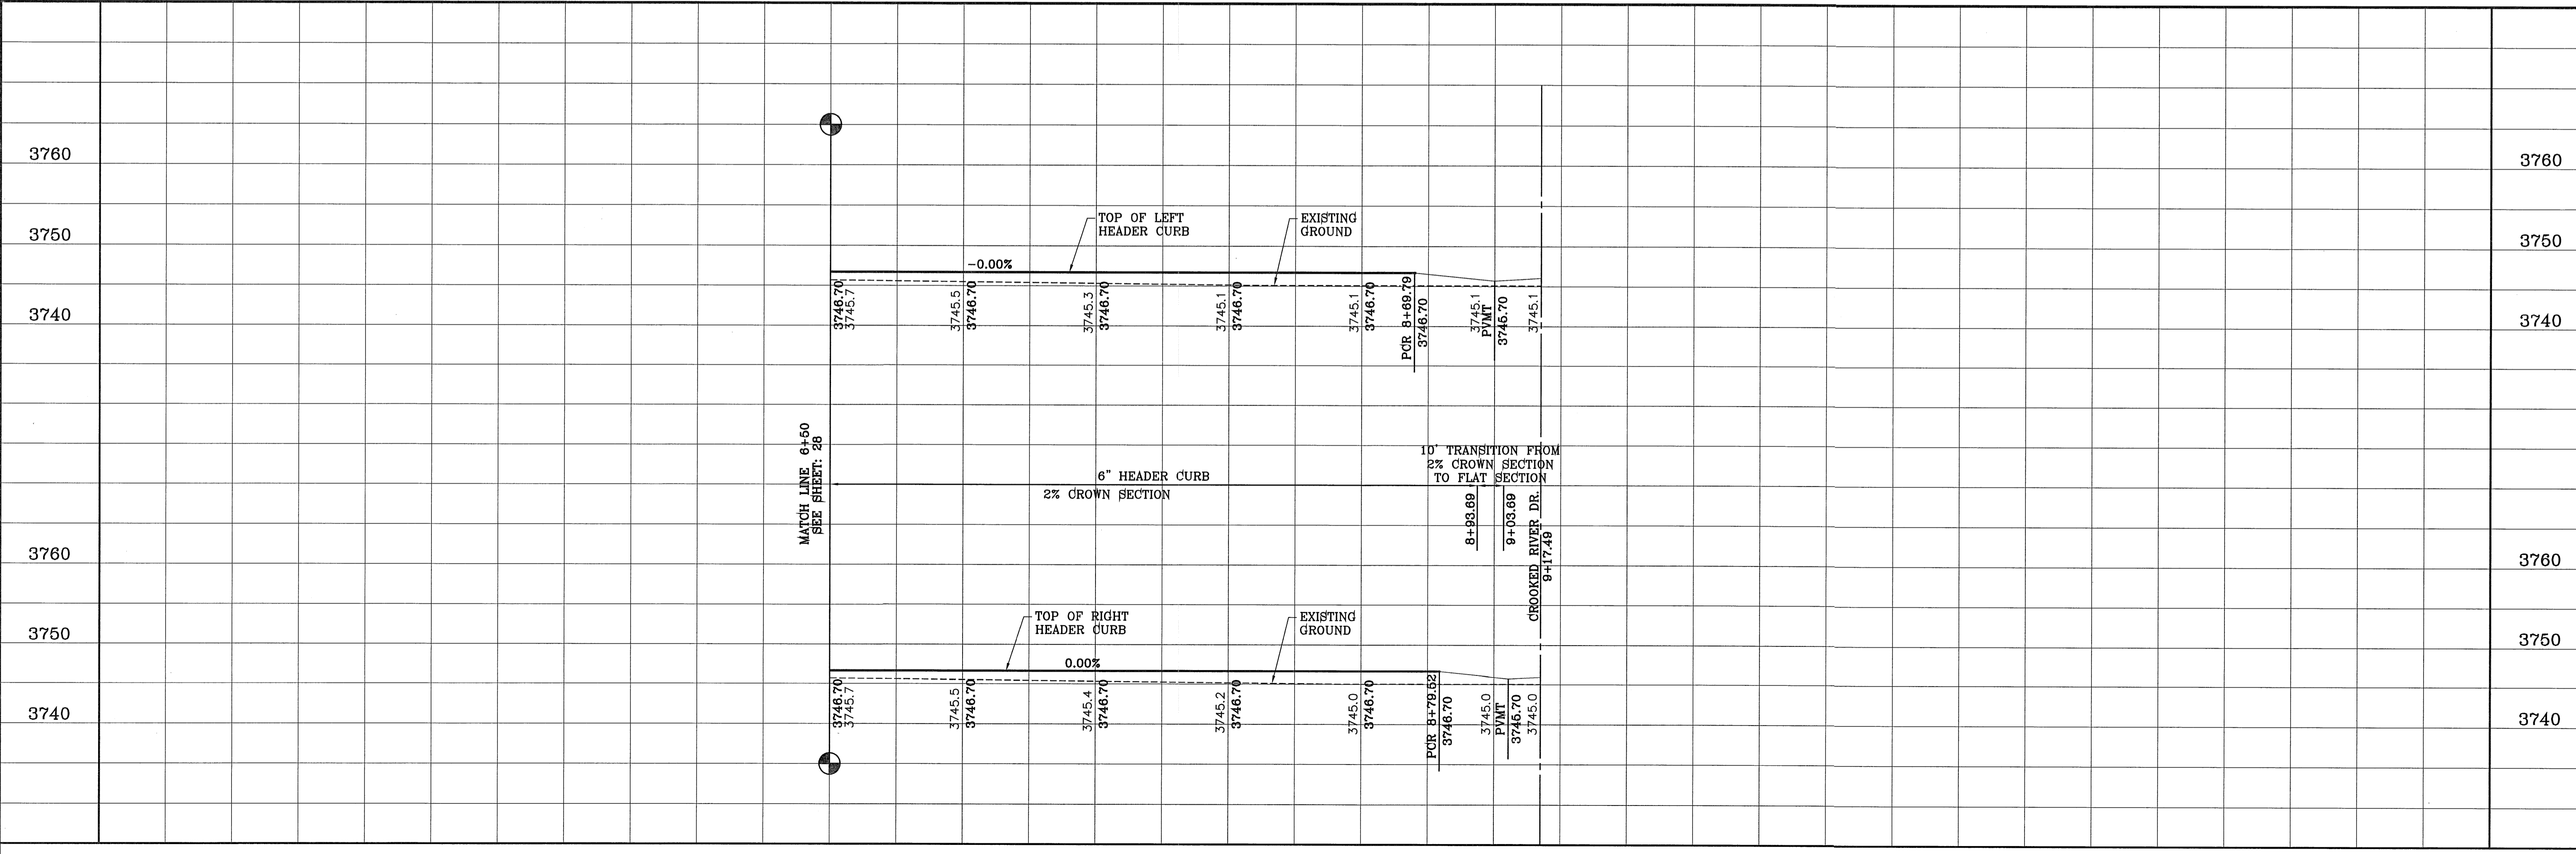 3760
3760
3750
TOP OF LEFT
HEADER CURB
EXISTING
GROUND
3750
-0.00%
3740
3746.70
3745.7
3745.5
3746.70
3745.3
3746.70
3745.1
3746.70
3745.1
3746.70
PCR 8+69.79
3746.70
3745.1
PVMT
3745.70
3745.1
3740
MATCH LINE 6+50
SEE SHEET: 28
6" HEADER CURB
2% CROWN SECTION
10' TRANSITION FROM
2% CROWN SECTION
TO FLAT SECTION
8+93.69
9+03.69
CROOKED RIVER DR.
9+17.49
3760
3760
3750
TOP OF RIGHT
HEADER CURB
EXISTING
GROUND
3750
0.00%
3740
3746.70
3745.7
3745.5
3746.70
3745.4
3746.70
3745.2
3746.70
3745.0
3746.70
PCR 8+79.52
3746.70
3745.0
PVMT
3745.70
3745.0
3740